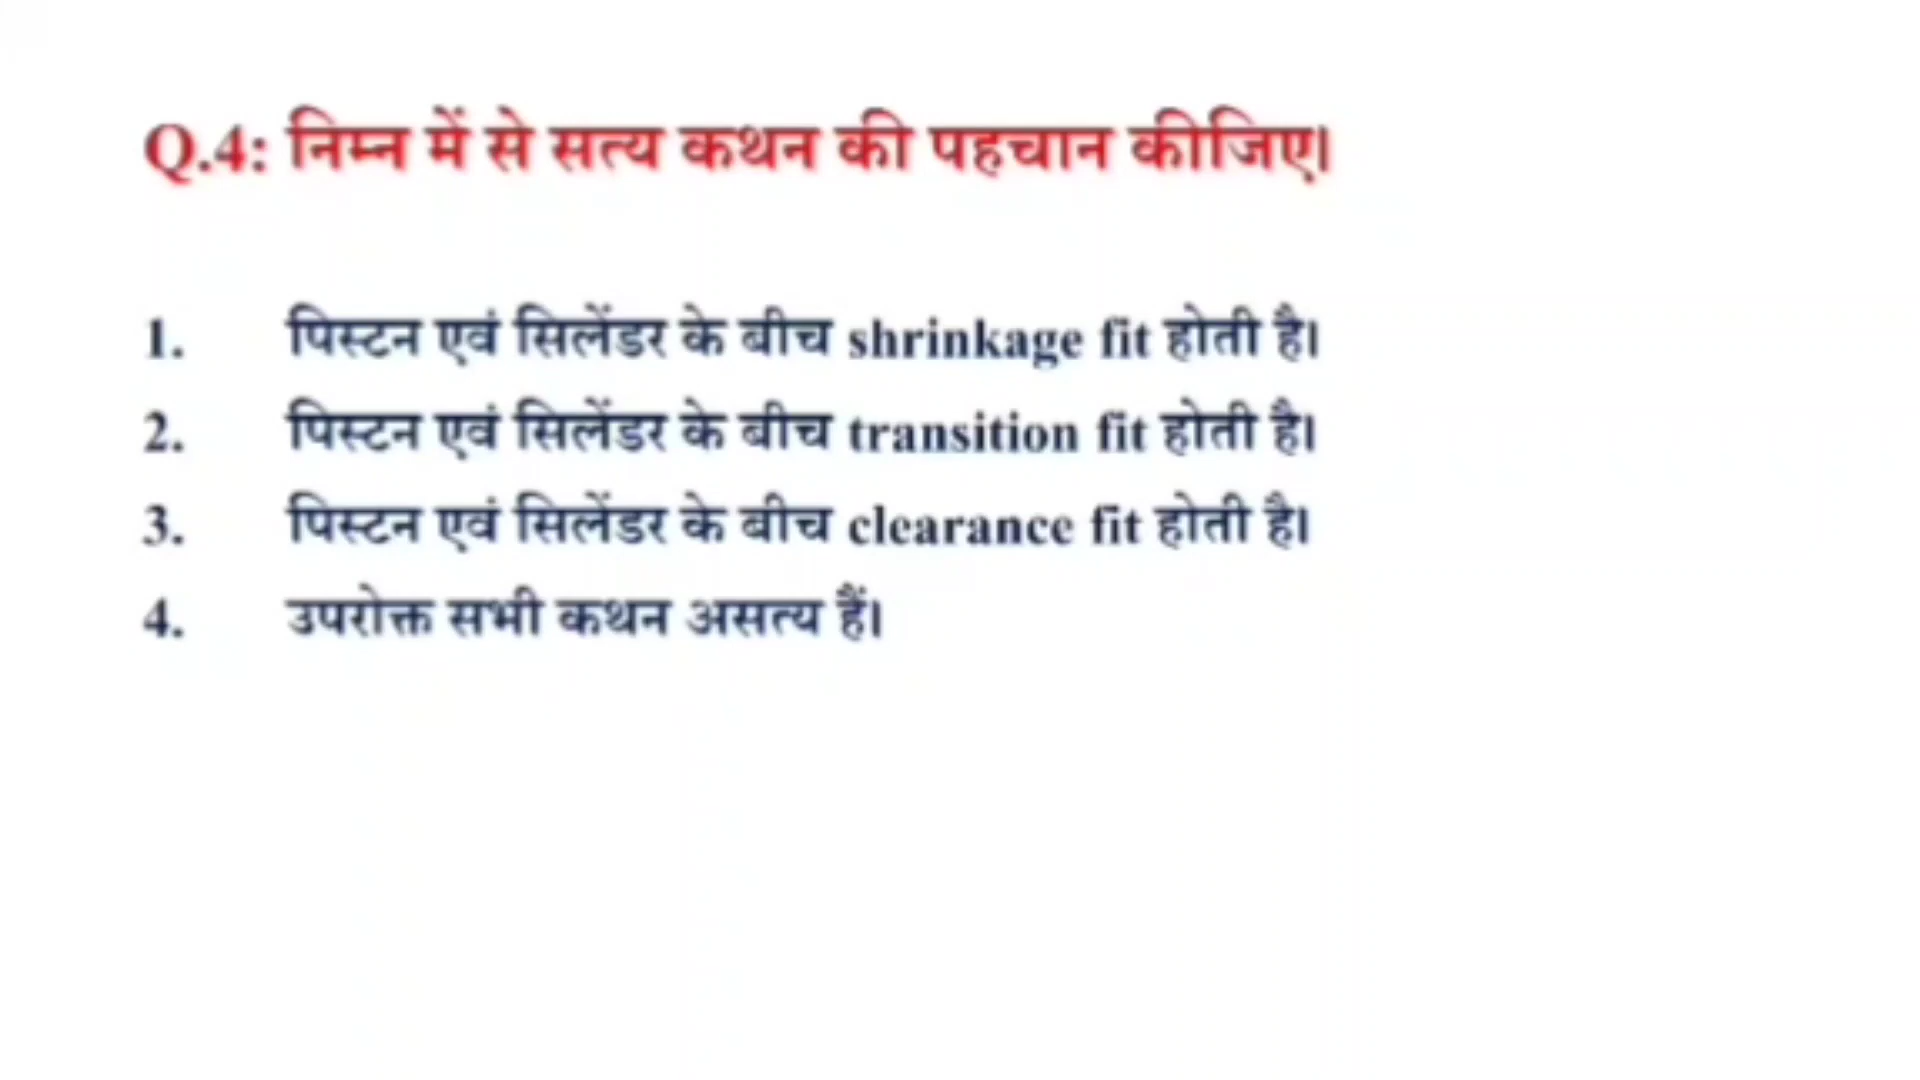 Q.4: निम्न में से सत्य कथन की पहचान कीजिए।
1. पिस्टन एवं सिलेंडर के बीच shrinkage fit होती है।
2. पिस्टन एवं सिलेंडर के बीच transition fit होती है।
3. पिस्टन एवं सिलेंडर के बीच clearance fit होती है।
4. उपरोक्त सभी कथन असत्य हैं।